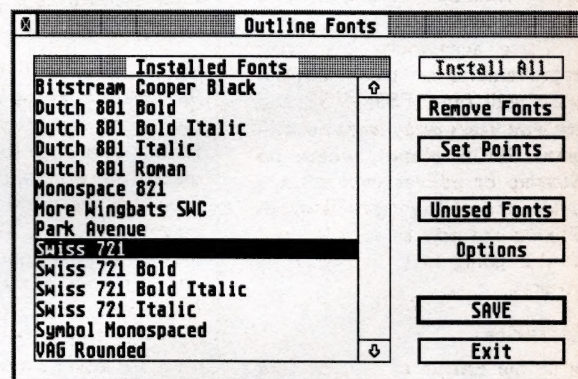 Outline Fonts
Installed Fonts
Bitstream Cooper Black
Dutch 801 Bold
Dutch 801 Bold Italic
Dutch 801 Italic
Dutch 801 Roman
Monospace 821
More Wingbats SWC
Park Avenue
Swiss 721
Swiss 721 Bold
Swiss 721 Bold Italic
Swiss 721 Italic
Symbol Monospaced
VAG Rounded
Install All
Remove Fonts
Set Points
Unused Fonts
Options
SAVE
Exit